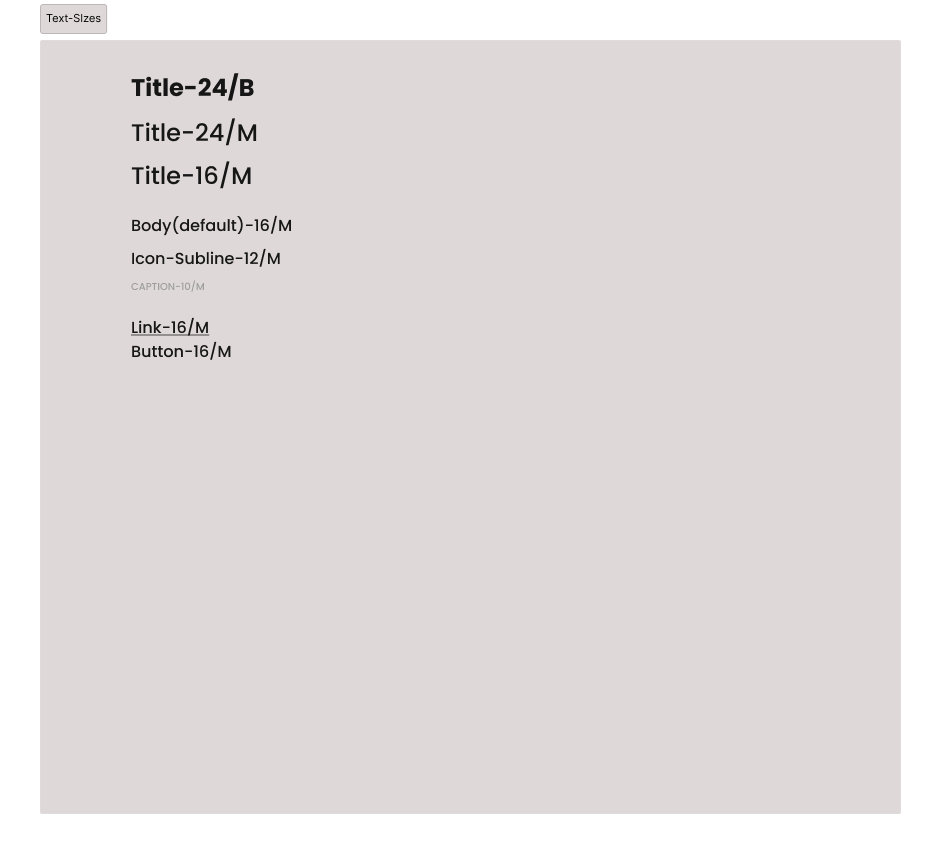 Text-SIzes
Title-24/B
Title-24/M
Title-16/M
Body(default)-16/M
Icon-Subline-12/M
CAPTION-10/M
Link-16/M
Button-16/M